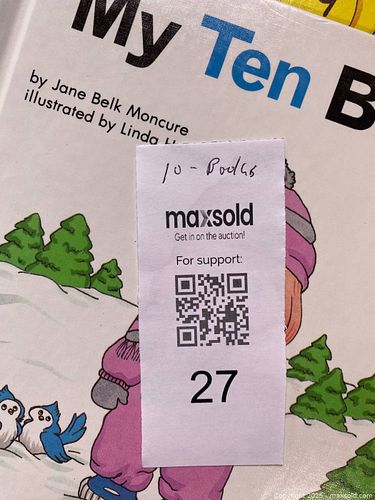 My Ten B
by Jane Belk Moncure
illustrated by Linda
10 - Books
maxsold
Get in on the auction!
For support:
27
Copyright 2025 - maxsold.com